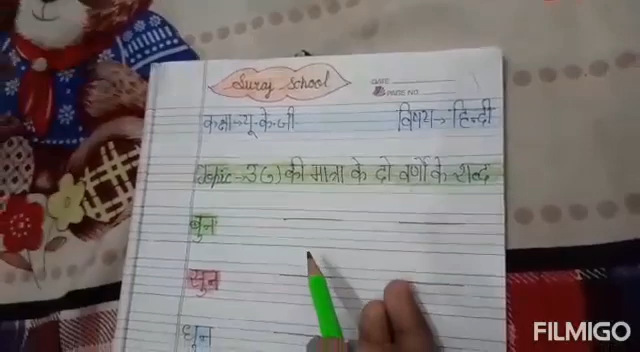 Suraj School
DATE
PAGE NO.
कक्षा→यू.के.जी विषय→हिन्दी
Topic-उ(ु) की मात्रा के दो वर्णों के शब्द
बुन
सुन
धुन
FILMIGO